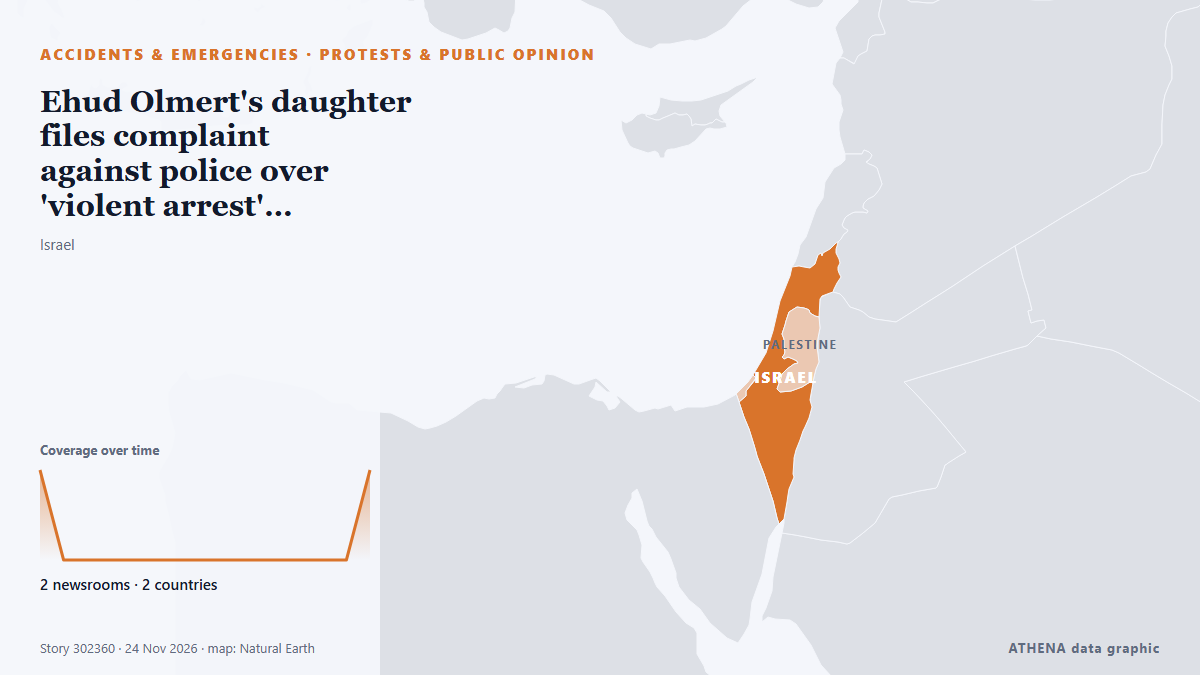 ACCIDENTS & EMERGENCIES · PROTESTS & PUBLIC OPINION
Ehud Olmert's daughter
files complaint
against police over
'violent arrest'...
Israel
PALESTINE
ISRAEL
Coverage over time
2 newsrooms · 2 countries
Story 302360 · 24 Nov 2026 · map: Natural Earth
ATHENA data graphic